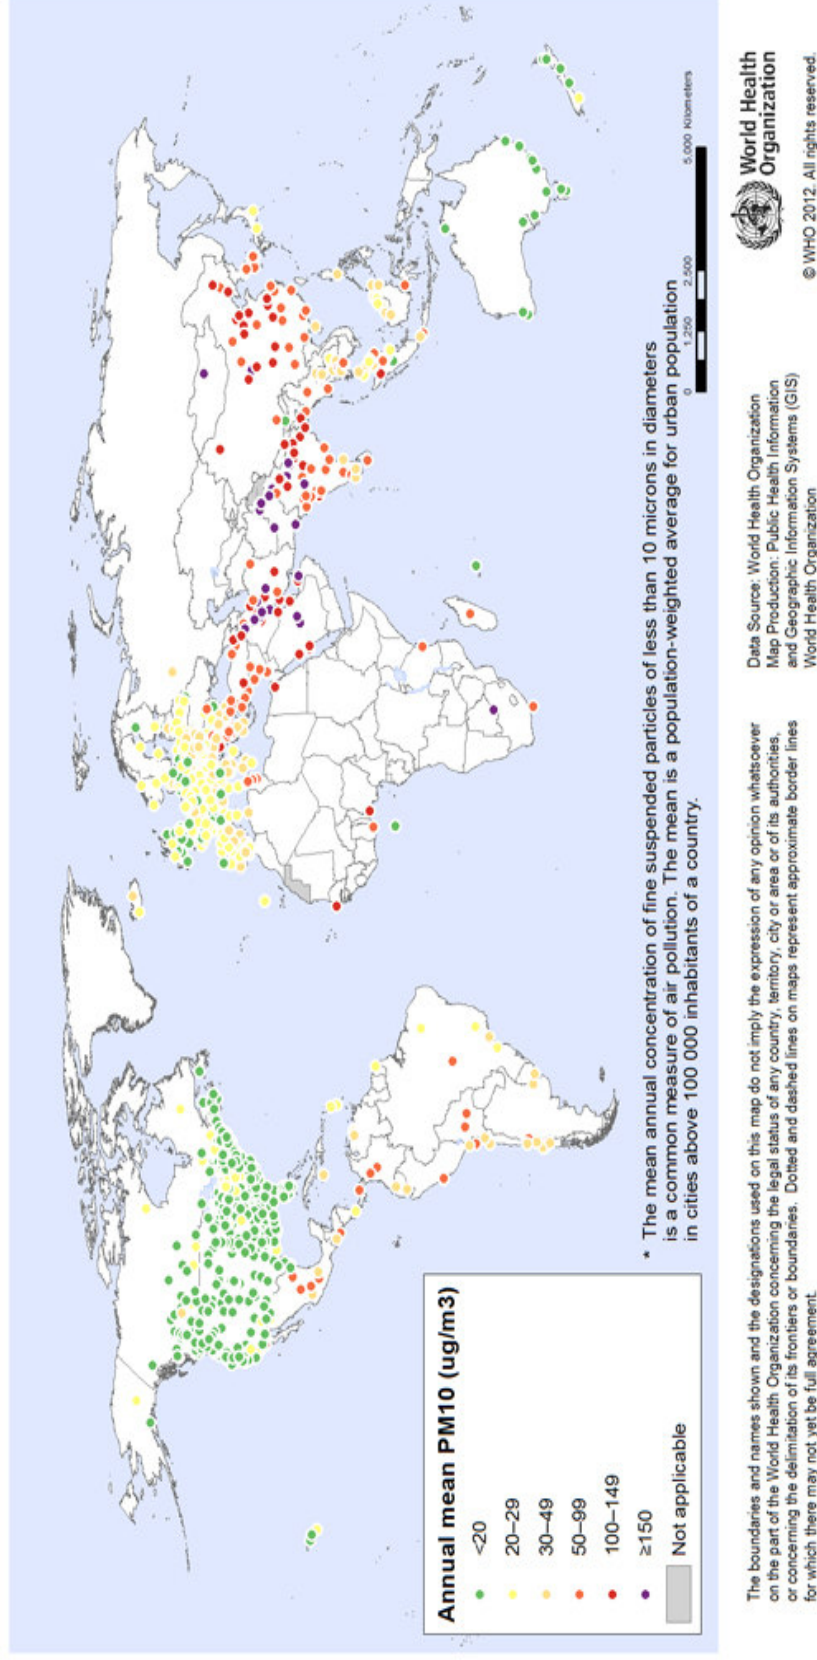 Annual mean PM10 (ug/m3)
<20
20–29
30–49
50–99
100–149
≥150
Not applicable
* The mean annual concentration of fine suspended particles of less than 10 microns in diameters
is a common measure of air pollution. The mean is a population-weighted average for urban population
in cities above 100 000 inhabitants of a country.
0 1,250 2,500 5,000 Kilometers
The boundaries and names shown and the designations used on this map do not imply the expression of any opinion whatsoever
on the part of the World Health Organization concerning the legal status of any country, territory, city or area or of its authorities,
or concerning the delimitation of its frontiers or boundaries. Dotted and dashed lines on maps represent approximate border lines
for which there may not yet be full agreement.
Data Source: World Health Organization
Map Production: Public Health Information
and Geographic Information Systems (GIS)
World Health Organization
World Health
Organization
© WHO 2012. All rights reserved.